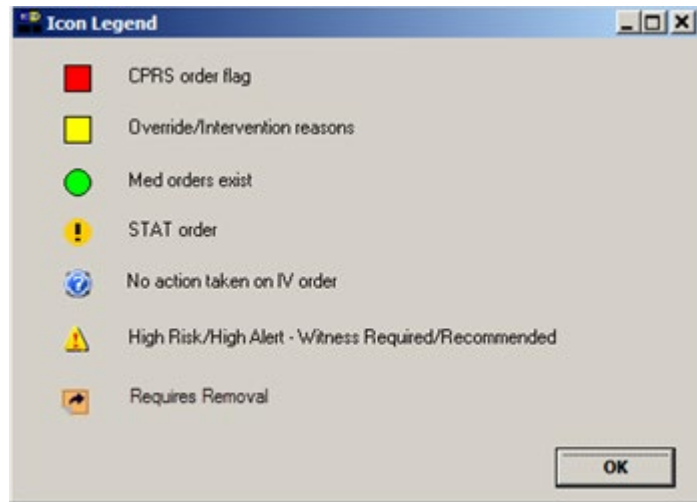 Icon Legend
CPRS order flag
Override/Intervention reasons
Med orders exist
STAT order
No action taken on IV order
High Risk/High Alert - Witness Required/Recommended
Requires Removal
OK